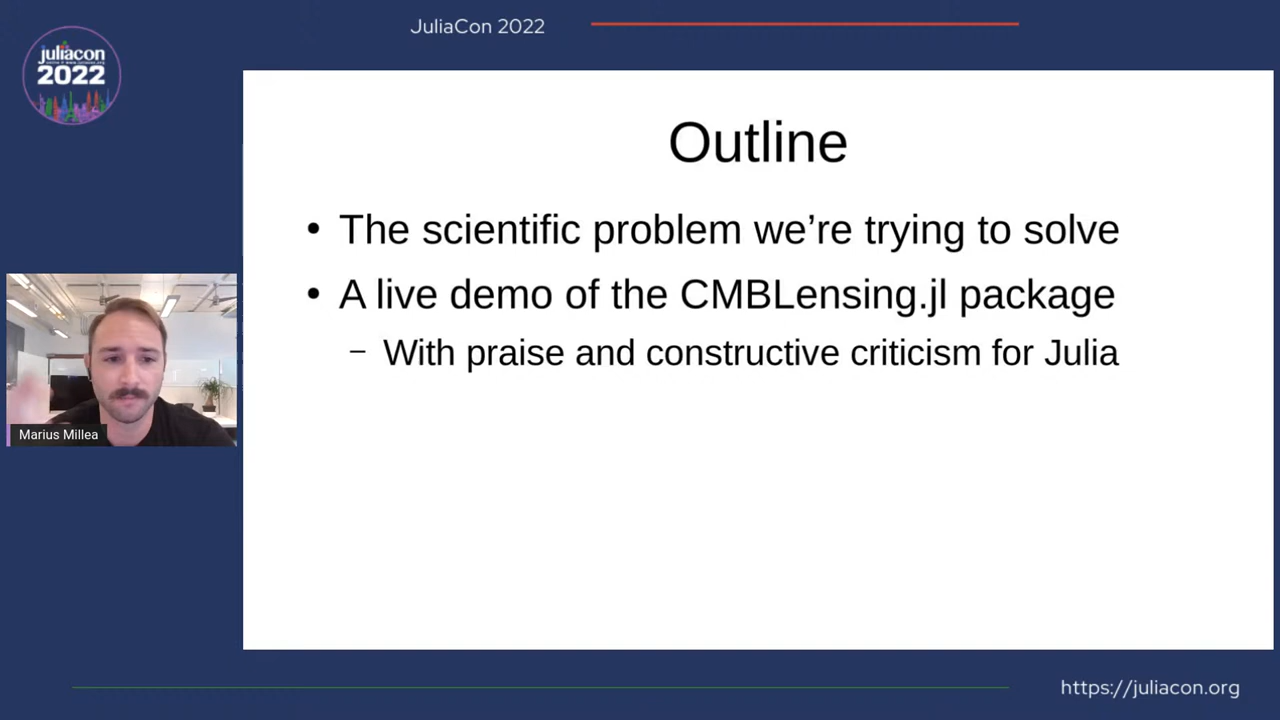 JuliaCon 2022
juliacon
2022
Outline
• The scientific problem we’re trying to solve
• A live demo of the CMBLensing.jl package
– With praise and constructive criticism for Julia
Marius Millea
https://juliacon.org